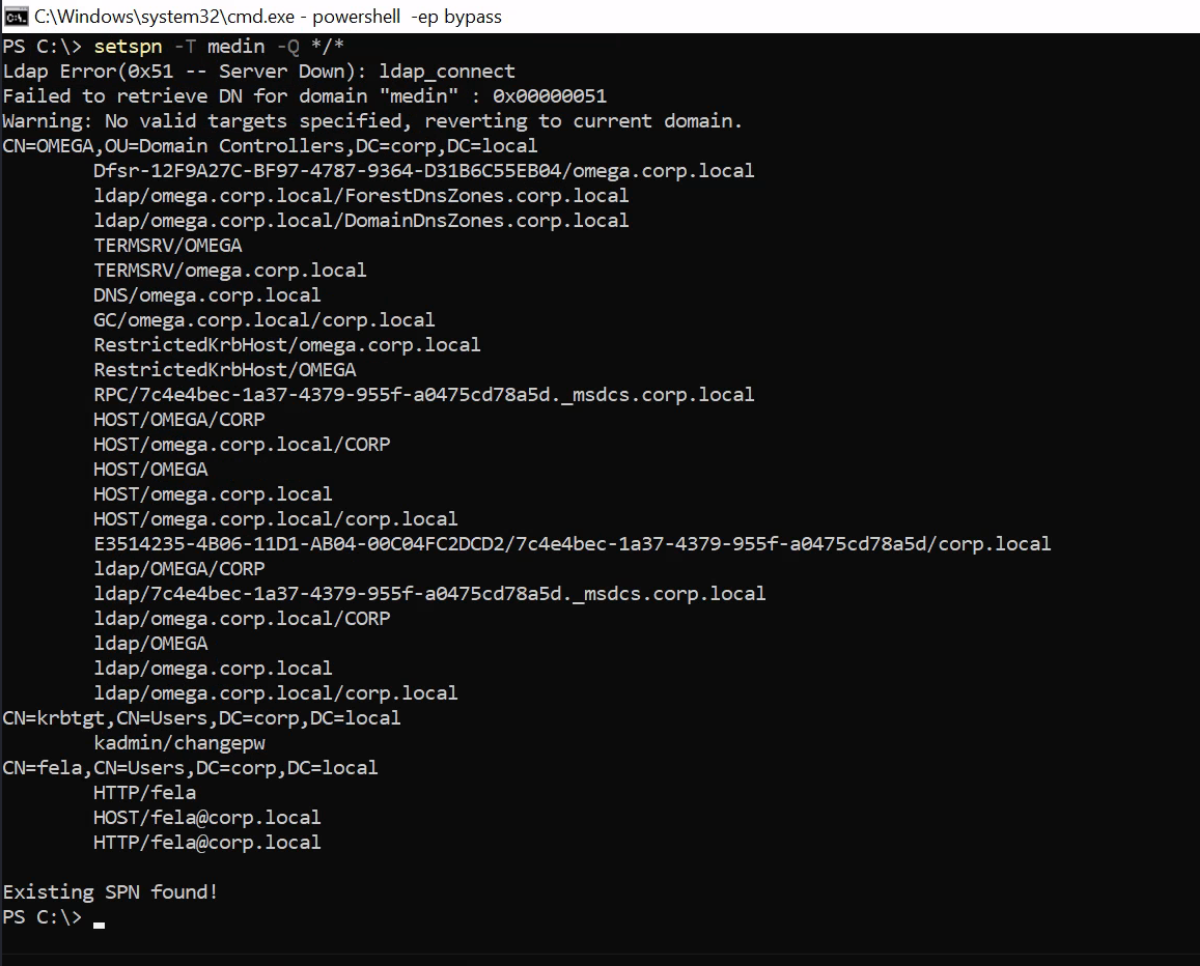 C:\Windows\system32\cmd.exe - powershell -ep bypass
PS C:\> setspn -T medin -Q */*
Ldap Error(0x51 -- Server Down): ldap_connect
Failed to retrieve DN for domain "medin" : 0x00000051
Warning: No valid targets specified, reverting to current domain.
CN=OMEGA,OU=Domain Controllers,DC=corp,DC=local
Dfsr-12F9A27C-BF97-4787-9364-D31B6C55EB04/omega.corp.local
ldap/omega.corp.local/ForestDnsZones.corp.local
ldap/omega.corp.local/DomainDnsZones.corp.local
TERMSRV/OMEGA
TERMSRV/omega.corp.local
DNS/omega.corp.local
GC/omega.corp.local/corp.local
RestrictedKrbHost/omega.corp.local
RestrictedKrbHost/OMEGA
RPC/7c4e4bec-1a37-4379-955f-a0475cd78a5d._msdcs.corp.local
HOST/OMEGA/CORP
HOST/omega.corp.local/CORP
HOST/OMEGA
HOST/omega.corp.local
HOST/omega.corp.local/corp.local
E3514235-4B06-11D1-AB04-00C04FC2DCD2/7c4e4bec-1a37-4379-955f-a0475cd78a5d/corp.local
ldap/OMEGA/CORP
ldap/7c4e4bec-1a37-4379-955f-a0475cd78a5d._msdcs.corp.local
ldap/omega.corp.local/CORP
ldap/OMEGA
ldap/omega.corp.local
ldap/omega.corp.local/corp.local
CN=krbtgt,CN=Users,DC=corp,DC=local
kadmin/changepw
CN=fela,CN=Users,DC=corp,DC=local
HTTP/fela
HOST/fela@corp.local
HTTP/fela@corp.local
Existing SPN found!
PS C:\>